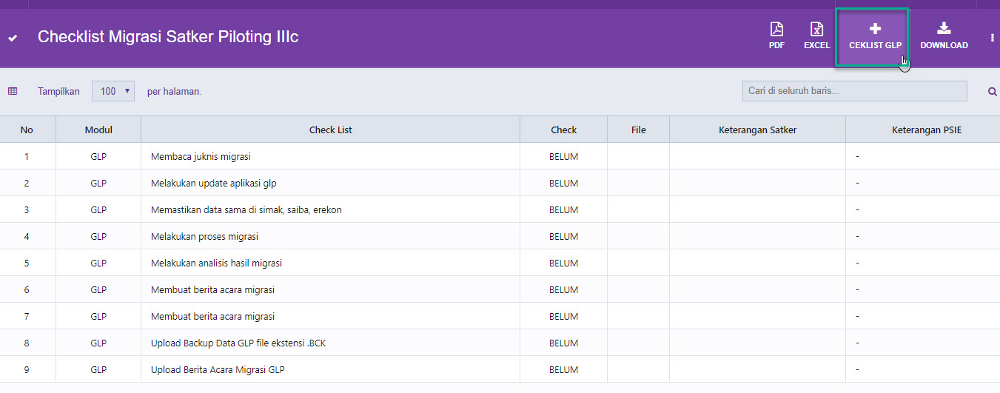 Checklist Migrasi Satker Piloting IIIc
PDF
EXCEL
CEKLIST GLP
DOWNLOAD
Tampilkan 100 per halaman.
Cari di seluruh baris...
No Modul Check List Check File Keterangan Satker Keterangan PSIE
1 GLP Membaca juknis migrasi BELUM -
2 GLP Melakukan update aplikasi glp BELUM -
3 GLP Memastikan data sama di simak, saiba, erekon BELUM -
4 GLP Melakukan proses migrasi BELUM -
5 GLP Melakukan analisis hasil migrasi BELUM -
6 GLP Membuat berita acara migrasi BELUM -
7 GLP Membuat berita acara migrasi BELUM -
8 GLP Upload Backup Data GLP file ekstensi .BCK BELUM -
9 GLP Upload Berita Acara Migrasi GLP BELUM -